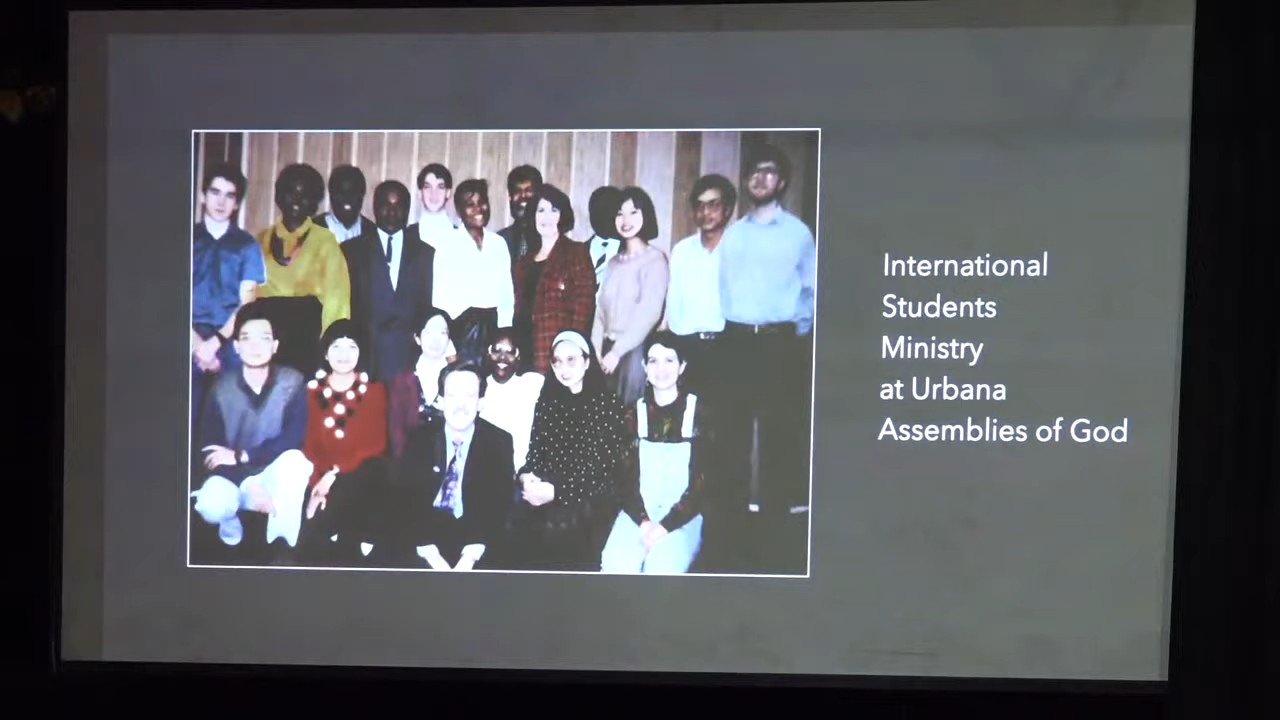 International
Students
Ministry
at Urbana
Assemblies of God